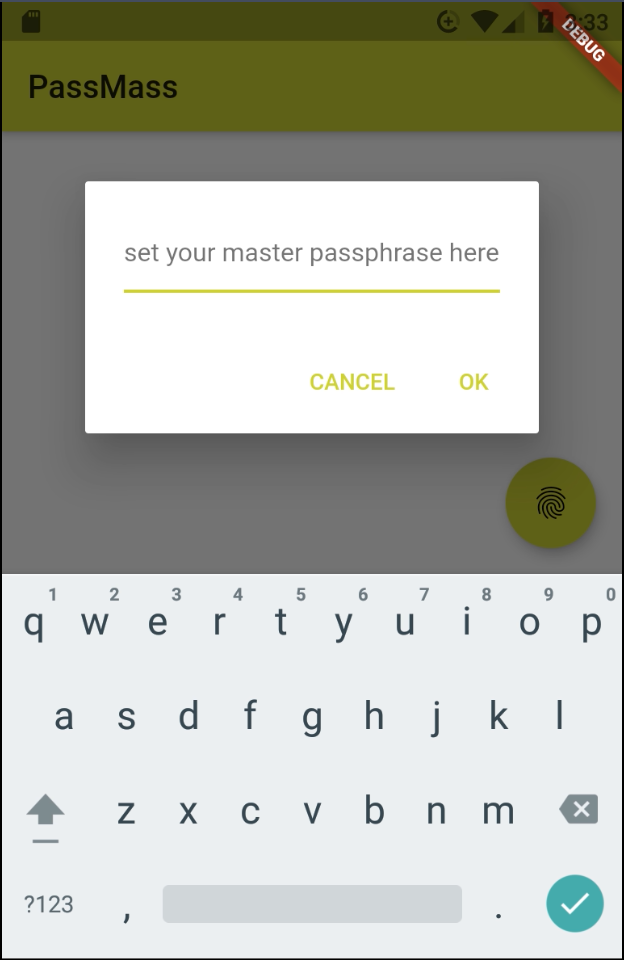 :33
DEBUG
PassMass
set your master passphrase here
CANCEL OK
1 2 3 4 5 6 7 8 9 0
q w e r t y u i o p
a s d f g h j k l
z x c v b n m
?123 , .